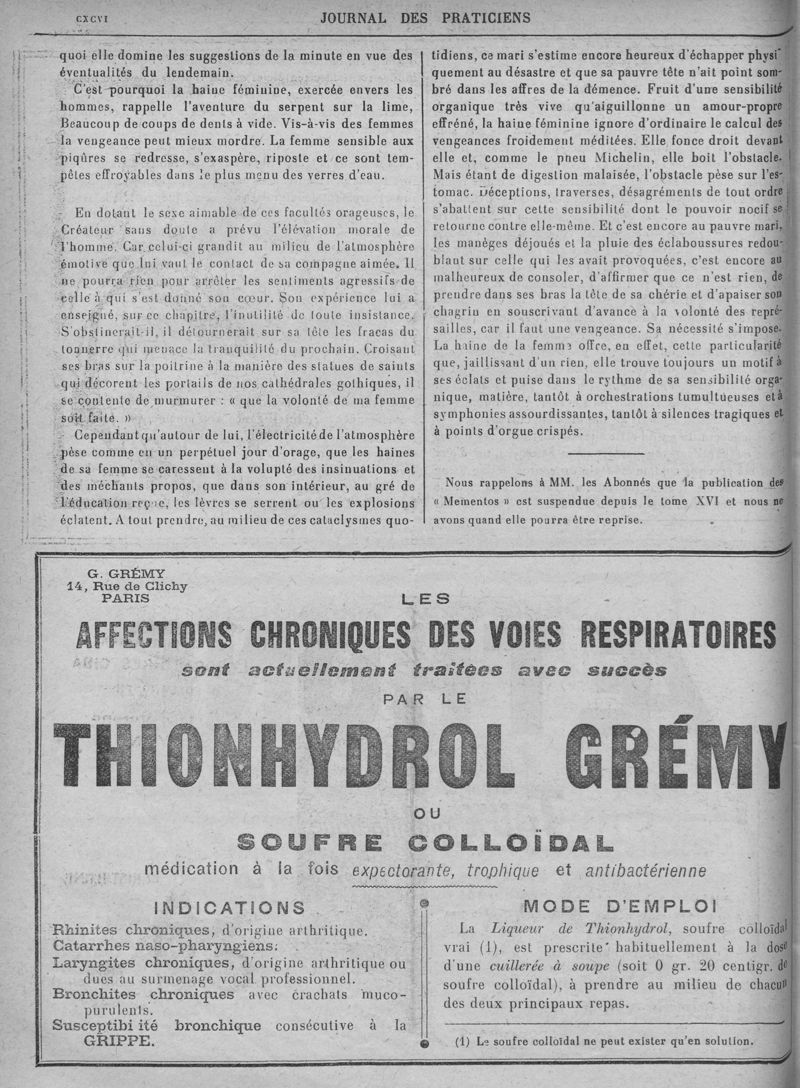 CXCVI
JOURNAL DES PRATICIENS
quoi elle domine les suggestions de la minute en vue des
éventualités du lendemain.
C'est pourquoi la haine féminine, exercée envers les
hommes, rappelle l'aventure du serpent sur la lime,
Beaucoup de coups de dents à vide. Vis-à-vis des femmes
la vengeance peut mieux mordre. La femme sensible aux
piqûres se redresse, s'exaspère, riposte et ce sont tem-
pêtes effroyables dans le plus menu des verres d'eau.
En dotant le sexe aimable de ces facultés orageuses, le
Créateur sans doute a prévu l'élévation morale de
l'homme. Car celui-ci grandit au milieu de l'atmosphère
émotive que lui vaut le contact de sa compagne aimée. Il
ne pourra rien pour arrêter les sentiments agressifs de
celle à qui s'est donné son cœur. Son expérience lui a
enseigné, sur ce chapitre, l'inutilité de toute insistance.
S'obstinerait-il, il détournerait sur sa tête les fracas du
tonnerre qui menace la tranquilité du prochain. Croisant
ses bras sur la poitrine à la manière des statues de saints
qui décorent les portails de nos cathédrales gothiques, il
se contente de murmurer : « que la volonté de ma femme
soit faite. »
Cependant qu'autour de lui, l'électricité de l'atmosphère
pèse comme en un perpétuel jour d'orage, que les haines
de sa femme se caressent à la volupté des insinuations et
des méchants propos, que dans son intérieur, au gré de
l'éducation reçue, les lèvres se serrent ou les explosions
éclatent. A tout prendre, au milieu de ces cataclysmes quo-
tidiens, ce mari s'estime encore heureux d'échapper physi-
quement au désastre et que sa pauvre tête n'ait point som-
bré dans les affres de la démence. Fruit d'une sensibilité
organique très vive qu'aiguillonne un amour-propre
effréné, la haine féminine ignore d'ordinaire le calcul des
vengeances froidement méditées. Elle fonce droit devant
elle et, comme le pneu Michelin, elle boit l'obstacle.
Mais étant de digestion malaisée, l'obstacle pèse sur l'es-
tomac. Déceptions, traverses, désagréments de tout ordre
s'abattent sur cette sensibilité dont le pouvoir nocif se
retourne contre elle-même. Et c'est encore au pauvre mari,
les manèges déjoués et la pluie des éclaboussures redou-
blant sur celle qui les avait provoquées, c'est encore au
malheureux de consoler, d'affirmer que ce n'est rien, de
prendre dans ses bras la tête de sa chérie et d'apaiser son
chagrin en souscrivant d'avance à la volonté des repré-
sailles, car il faut une vengeance. Sa nécessité s'impose.
La haine de la femme offre, en effet, cette particularité
que, jaillissant d'un rien, elle trouve toujours un motif à
ses éclats et puise dans le rythme de sa sensibilité orga-
nique, matière, tantôt à orchestrations tumultueuses et à
symphonies assourdissantes, tantôt à silences tragiques et
à points d'orgue crispés.
Nous rappelons à MM. les Abonnés que la publication des
« Mementos » est suspendue depuis le tome XVI et nous ne
avons quand elle pourra être reprise.
G. GRÉMY
14, Rue de Clichy
PARIS
LES
AFFECTIONS CHRONIQUES DES VOIES RESPIRATOIRES
sont actuellement traitées avec succès
PAR LE
THIONHYDROL GRÉMY
OU
SOUFRE COLLOÏDAL
médication à la fois expectorante, trophique et antibactérienne
INDICATIONS
Rhinites chroniques, d'origine arthritique.
Catarrhes naso-pharyngiens.
Laryngites chroniques, d'origine arthritique ou
dues au surmenage vocal professionnel.
Bronchites chroniques avec crachats muco-
purulents.
Susceptibi ité bronchique consécutive à la
GRIPPE.
MODE D'EMPLOI
La Liqueur de Thionhydrol, soufre colloïdal
vrai (1), est prescrite habituellement à la dose
d'une cuillerée à soupe (soit 0 gr. 20 centigr. de
soufre colloïdal), à prendre au milieu de chacun
des deux principaux repas.
(1) Le soufre colloïdal ne peut exister qu'en solution.